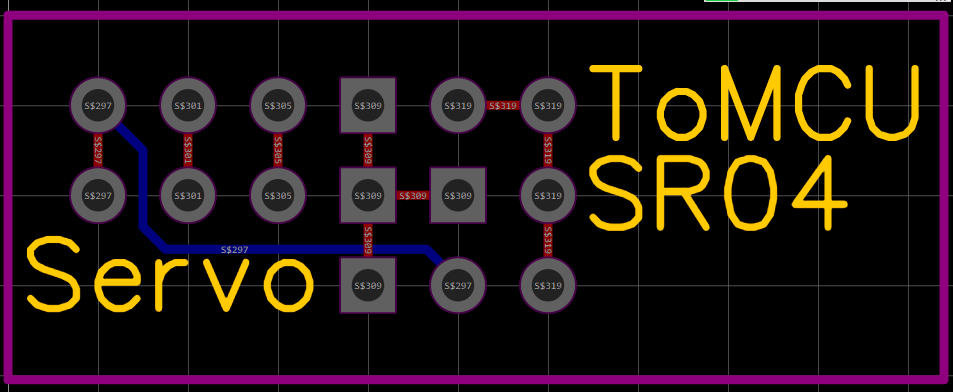 ToMCU
S$297 S$301 S$305 S$309 S$319 S$319 S$319
S$297 S$301 S$305 S$309 S$319
SR04
S$297 S$301 S$305 S$309 S$309 S$309 S$319
S$309 S$319
S$297
Servo
S$309 S$297 S$319